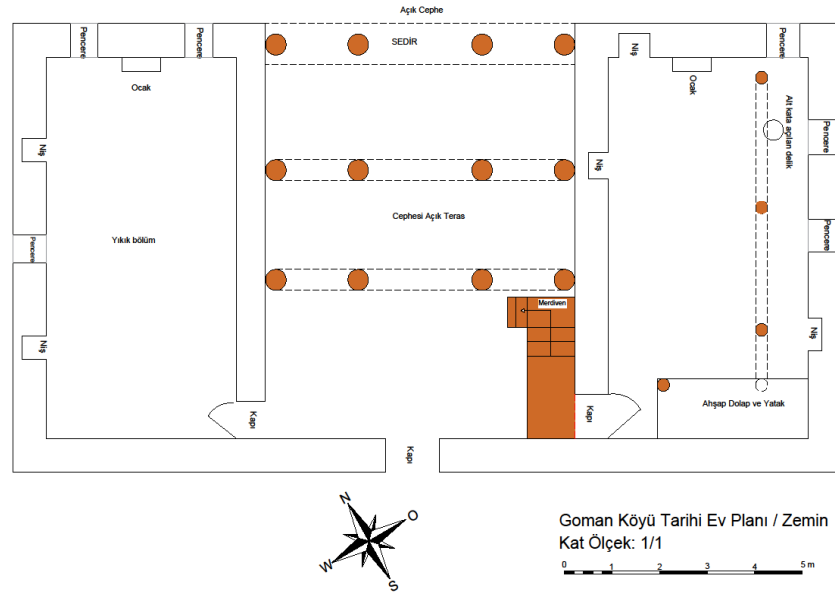 Açık Cephe
Pencere
Pencere
SEDİR
Niş
Pencere
Ocak
Ocak
Alt kata açılan delik
Pencere
Niş
Niş
Cephesi Açık Teras
Yıkık bölüm
Pencere
Pencere
Merdiven
Niş
Niş
Ahşap Dolap ve Yatak
Kapı
Kapı
Kapı
N
O
W
S
Goman Köyü Tarihi Ev Planı / Zemin
Kat Ölçek: 1/1
0 1 2 3 4 5 m